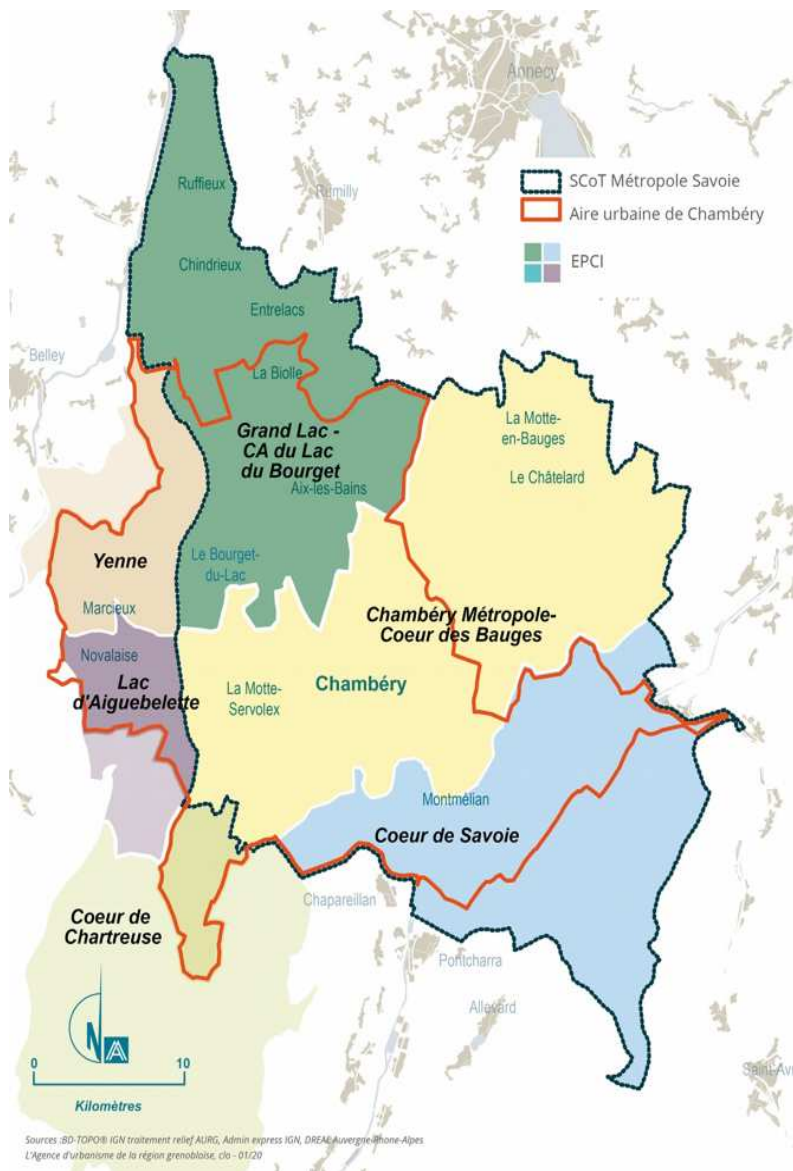 Annecy
Ruffieux
Rumilly
SCoT Métropole Savoie
Aire urbaine de Chambéry
Chindrieux
EPCI
Entrelacs
Belley
La Biolle
Grand Lac -
CA du Lac
du Bourget
La Motte-
en-Bauges
Le Châtelard
Aix-les-Bains
Yenne
Le Bourget-
du-Lac
Marcieux
Chambéry Métropole-
Coeur des Bauges
Novalaise
Lac
d'Aiguebelette
La Motte-
Servolex
Chambéry
Montmélian
Coeur de Savoie
Chapareillan
Coeur de
Chartreuse
Pontcharra
Allevard
N
0 10
Kilomètres
Saint-Avr
Sources :BD-TOPO® IGN traitement relief AURG, Admin express IGN, DREAL Auvergne-Rhone-Alpes
L'Agence d'urbanisme de la région grenobloise, clo - 01/20